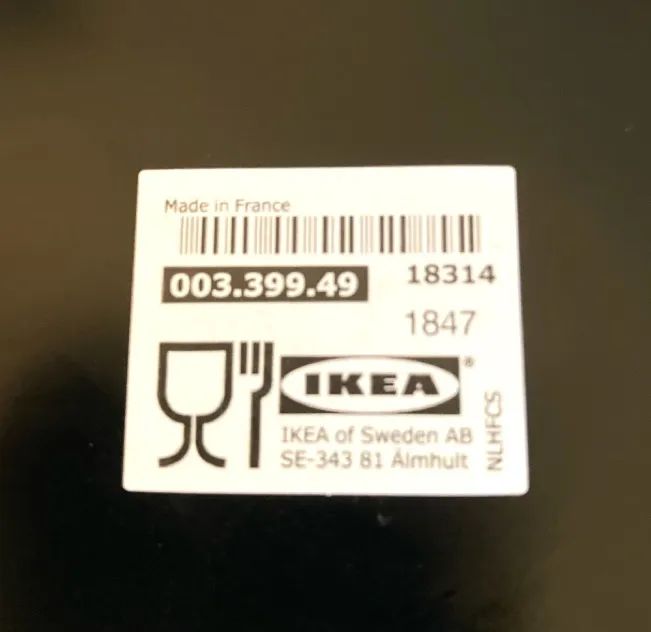 Made in France
003.399.49
18314
1847
IKEA®
IKEA of Sweden AB
SE-343 81 Älmhult
NLHFCS